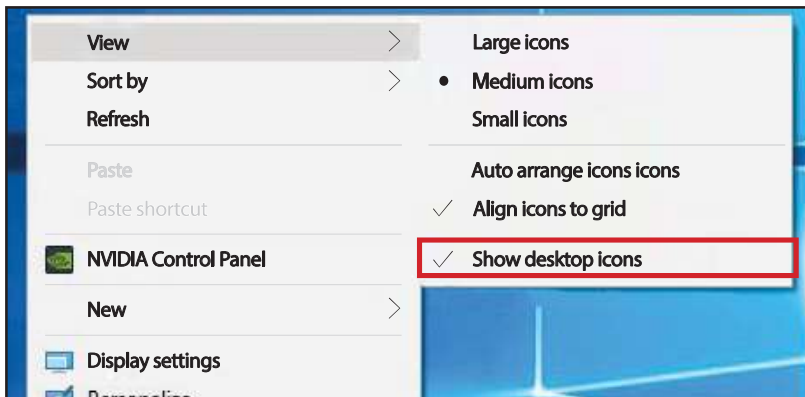 View
Sort by
Refresh
Paste
Paste shortcut
NVIDIA Control Panel
New
Display settings
Personalize
Large icons
Medium icons
Small icons
Auto arrange icons icons
Align icons to grid
Show desktop icons